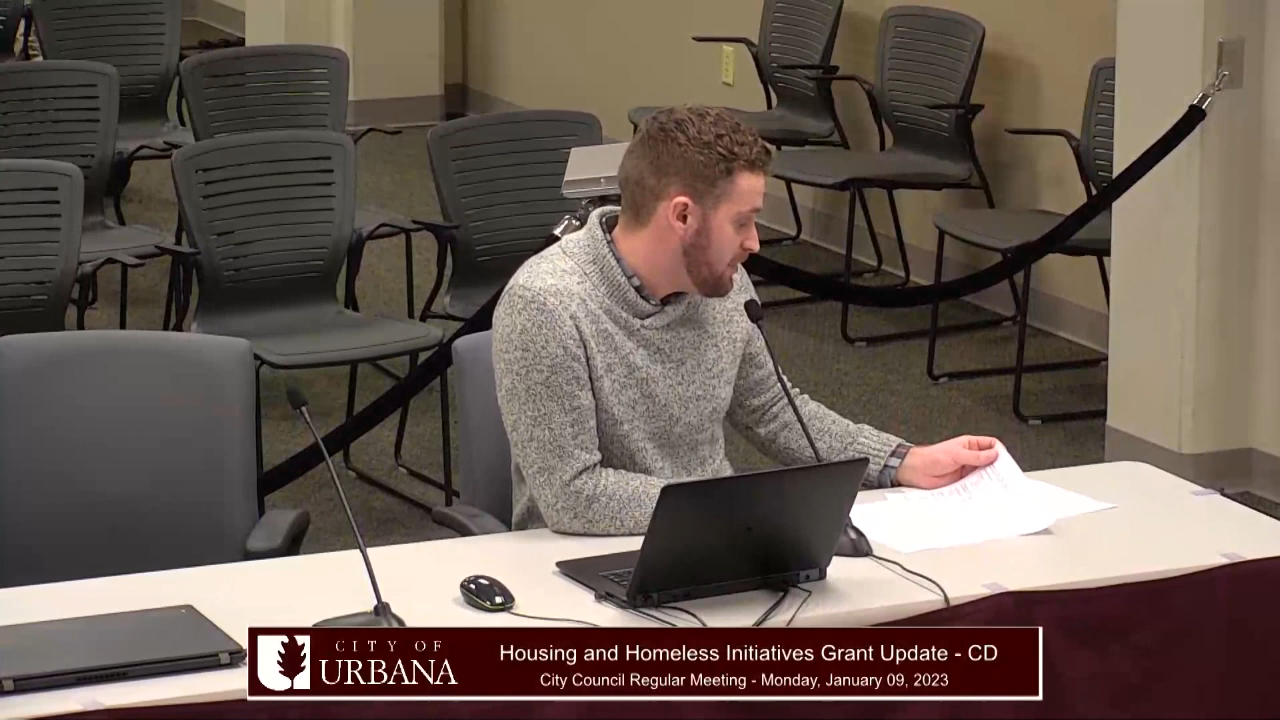 CITY OF
URBANA
Housing and Homeless Initiatives Grant Update - CD
City Council Regular Meeting - Monday, January 09, 2023